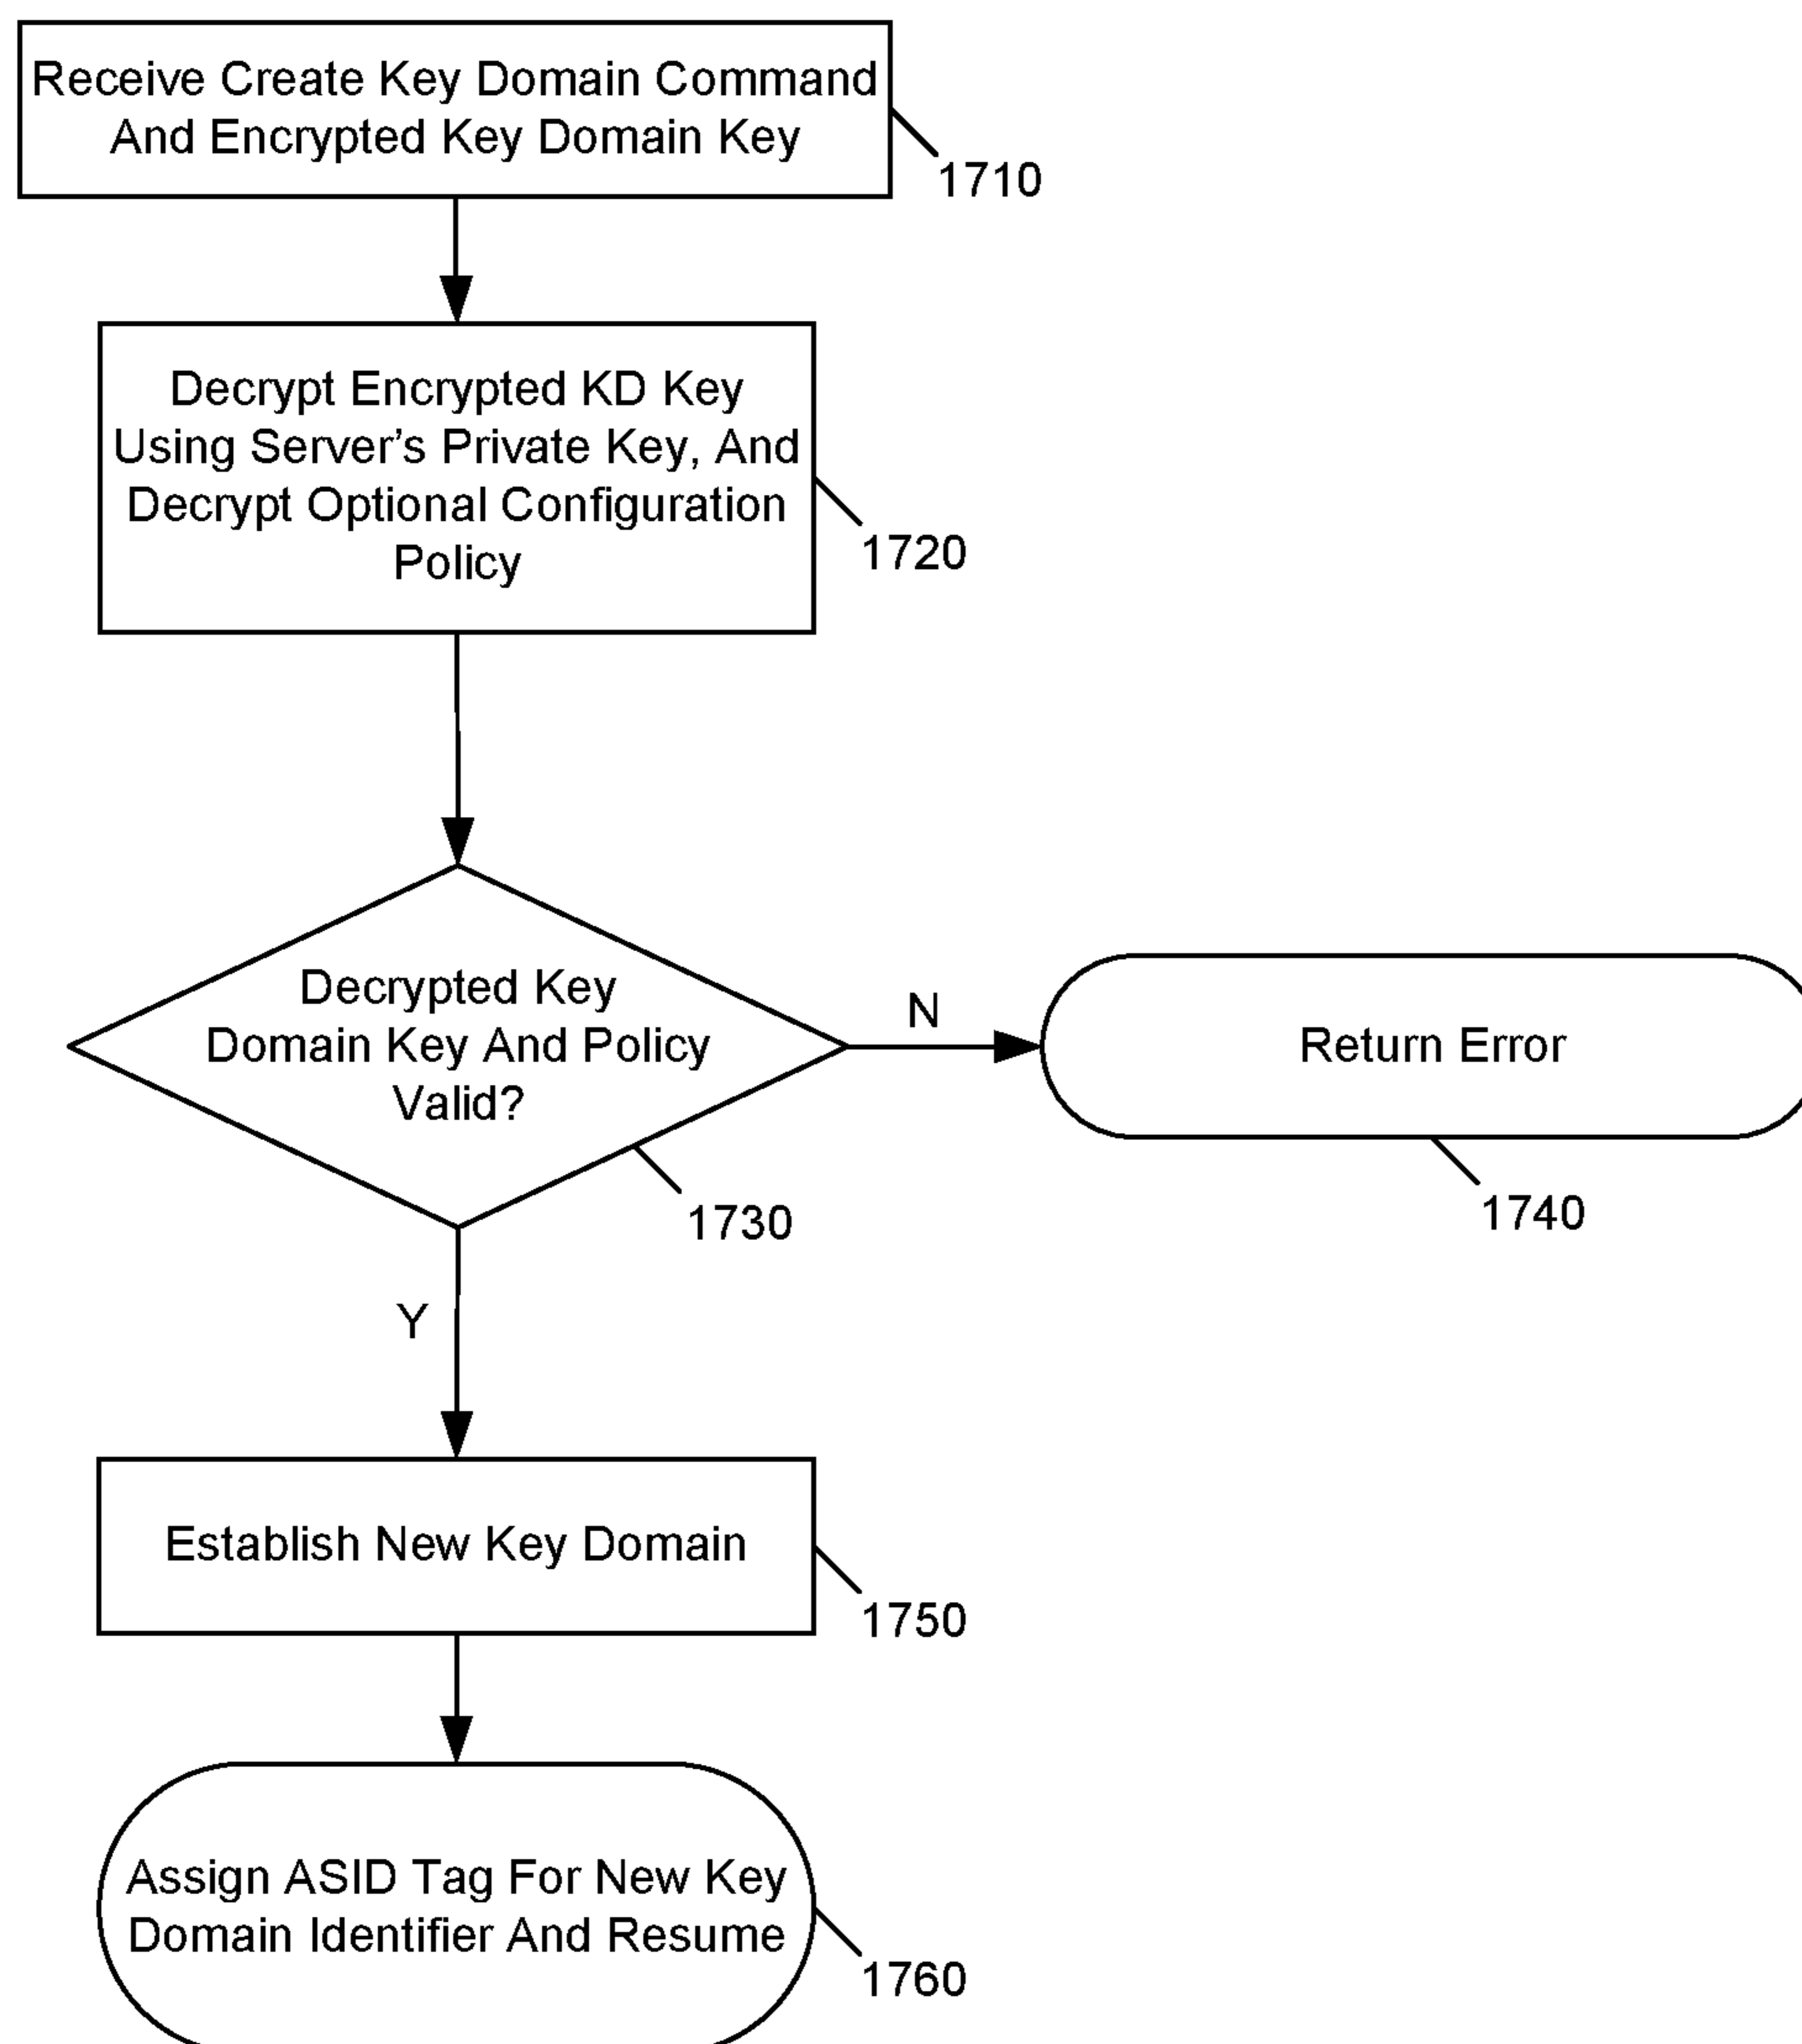 Receive Create Key Domain Command
And Encrypted Key Domain Key
1710
Decrypt Encrypted KD Key
Using Server’s Private Key, And
Decrypt Optional Configuration
Policy
1720
Decrypted Key
Domain Key And Policy
Valid?
1730
N
Return Error
1740
Y
Establish New Key Domain
1750
Assign ASID Tag For New Key
Domain Identifier And Resume
1760